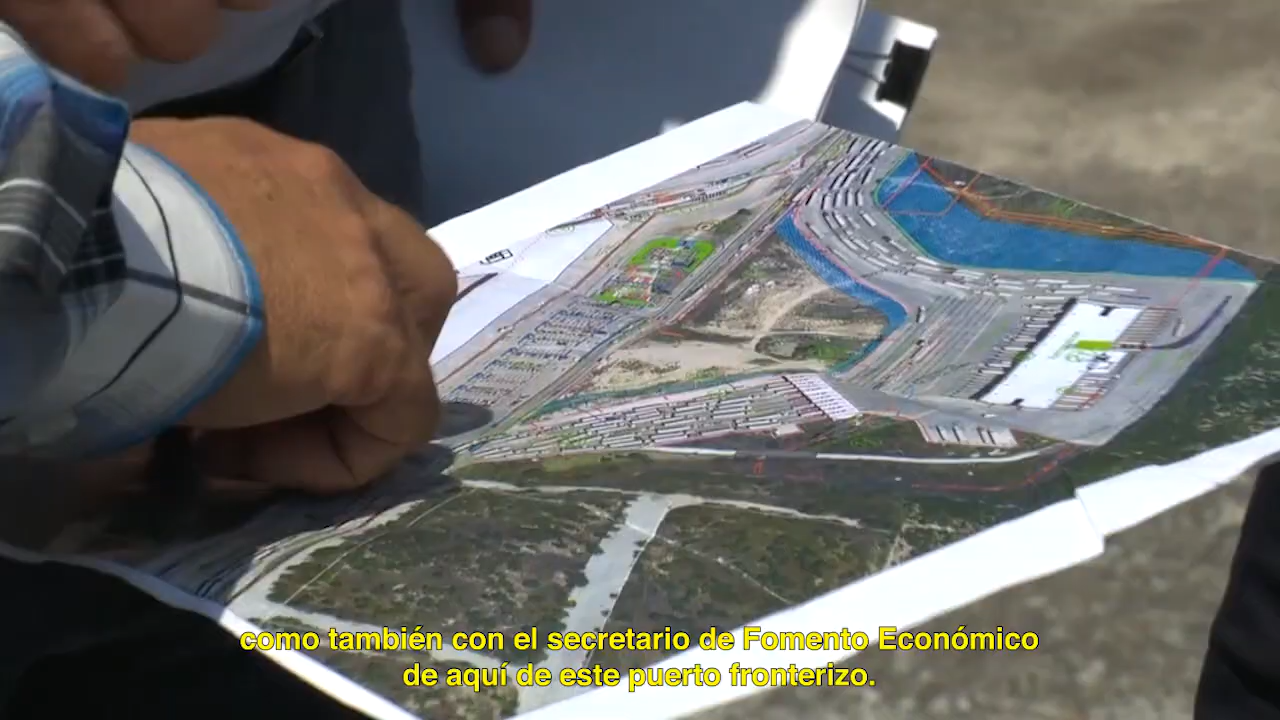 como también con el secretario de Fomento Económico
de aquí de este puerto fronterizo.